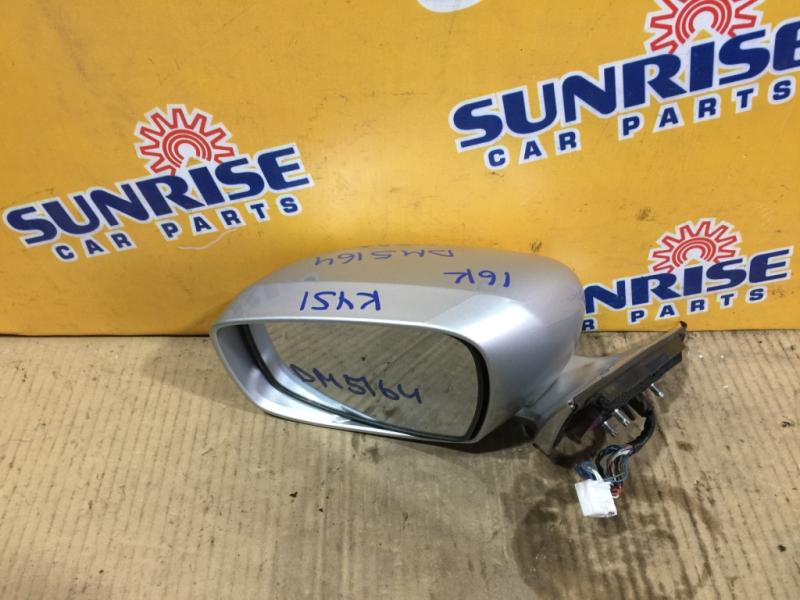 SUNRISE
CAR PARTS
SUNRISE
CAR PARTS
SUNRISE
CAR PARTS
DM5164
16K
KY51
DM5164